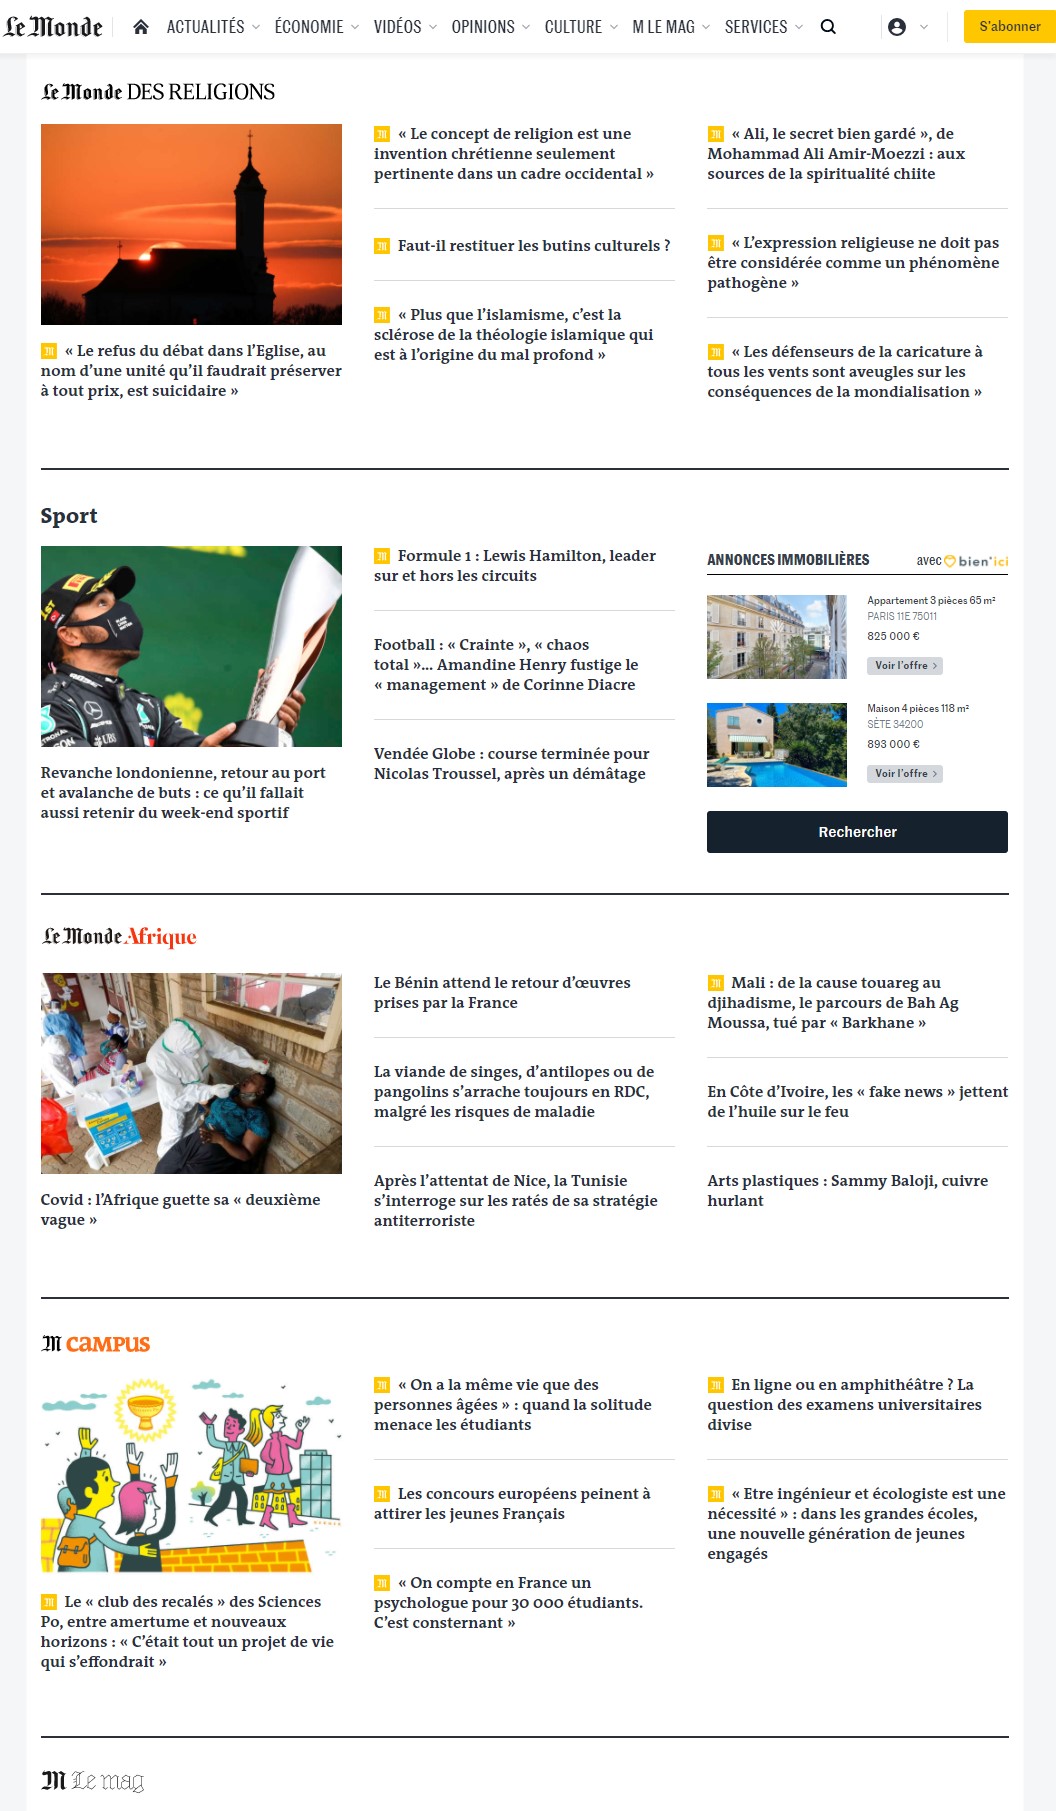 Le Monde
ACTUALITÉS
ÉCONOMIE
VIDÉOS
OPINIONS
CULTURE
M LE MAG
SERVICES
S'abonner
Le Monde DES RELIGIONS
« Le refus du débat dans l'Eglise, au
nom d'une unité qu'il faudrait préserver
à tout prix, est suicidaire »
« Le concept de religion est une
invention chrétienne seulement
pertinente dans un cadre occidental »
Faut-il restituer les butins culturels ?
« Plus que l'islamisme, c'est la
sclérose de la théologie islamique qui
est à l'origine du mal profond »
« Ali, le secret bien gardé », de
Mohammad Ali Amir-Moezzi : aux
sources de la spiritualité chiite
« L'expression religieuse ne doit pas
être considérée comme un phénomène
pathogène »
« Les défenseurs de la caricature à
tous les vents sont aveugles sur les
conséquences de la mondialisation »
Sport
1ST
UBS
Revanche londonienne, retour au port
et avalanche de buts : ce qu'il fallait
aussi retenir du week-end sportif
Formule 1 : Lewis Hamilton, leader
sur et hors les circuits
Football : « Crainte », « chaos
total »... Amandine Henry fustige le
« management » de Corinne Diacre
Vendée Globe : course terminée pour
Nicolas Troussel, après un démâtage
ANNONCES IMMOBILIÈRES
avec bien'ici
Appartement 3 pièces 65 m²
PARIS 11E 75011
825 000 €
Voir l'offre
Maison 4 pièces 118 m²
SÈTE 34200
893 000 €
Voir l'offre
Rechercher
Le Monde Afrique
Covid : l'Afrique guette sa « deuxième
vague »
Le Bénin attend le retour d'œuvres
prises par la France
La viande de singes, d'antilopes ou de
pangolins s'arrache toujours en RDC,
malgré les risques de maladie
Après l'attentat de Nice, la Tunisie
s'interroge sur les ratés de sa stratégie
antiterroriste
Mali : de la cause touareg au
djihadisme, le parcours de Bah Ag
Moussa, tué par « Barkhane »
En Côte d'Ivoire, les « fake news » jettent
de l'huile sur le feu
Arts plastiques : Sammy Baloji, cuivre
hurlant
M CAMPUS
Le « club des recalés » des Sciences
Po, entre amertume et nouveaux
horizons : « C'était tout un projet de vie
qui s'effondrait »
« On a la même vie que des
personnes âgées » : quand la solitude
menace les étudiants
Les concours européens peinent à
attirer les jeunes Français
« On compte en France un
psychologue pour 30 000 étudiants.
C'est consternant »
En ligne ou en amphithéâtre ? La
question des examens universitaires
divise
« Etre ingénieur et écologiste est une
nécessité » : dans les grandes écoles,
une nouvelle génération de jeunes
engagés
M Le mag